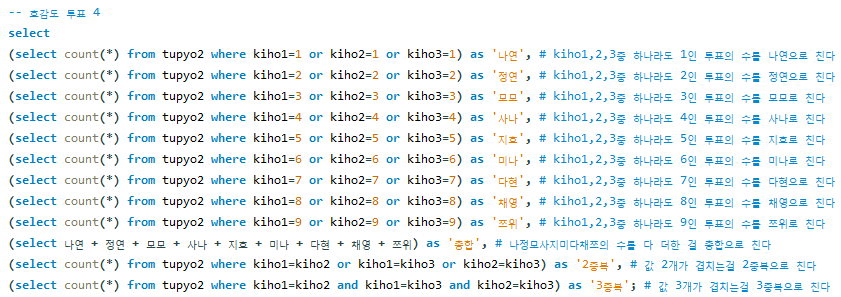 -- 호감도 투표 4
select
(select count(*) from tupyo2 where kiho1=1 or kiho2=1 or kiho3=1) as '나연', # kiho1,2,3중 하나라도 1인 투표의 수를 나연으로 친다
(select count(*) from tupyo2 where kiho1=2 or kiho2=2 or kiho3=2) as '정연', # kiho1,2,3중 하나라도 2인 투표의 수를 정연으로 친다
(select count(*) from tupyo2 where kiho1=3 or kiho2=3 or kiho3=3) as '모모', # kiho1,2,3중 하나라도 3인 투표의 수를 모모로 친다
(select count(*) from tupyo2 where kiho1=4 or kiho2=4 or kiho3=4) as '사나', # kiho1,2,3중 하나라도 4인 투표의 수를 사나로 친다
(select count(*) from tupyo2 where kiho1=5 or kiho2=5 or kiho3=5) as '지효', # kiho1,2,3중 하나라도 5인 투표의 수를 지효로 친다
(select count(*) from tupyo2 where kiho1=6 or kiho2=6 or kiho3=6) as '미나', # kiho1,2,3중 하나라도 6인 투표의 수를 미나로 친다
(select count(*) from tupyo2 where kiho1=7 or kiho2=7 or kiho3=7) as '다현', # kiho1,2,3중 하나라도 7인 투표의 수를 다현으로 친다
(select count(*) from tupyo2 where kiho1=8 or kiho2=8 or kiho3=8) as '채영', # kiho1,2,3중 하나라도 8인 투표의 수를 채영으로 친다
(select count(*) from tupyo2 where kiho1=9 or kiho2=9 or kiho3=9) as '쯔위', # kiho1,2,3중 하나라도 9인 투표의 수를 쯔위로 친다
(select 나연 + 정연 + 모모 + 사나 + 지효 + 미나 + 다현 + 채영 + 쯔위) as '종합', # 나정모사지미다채쯔의 수를 다 더한 걸 종합으로 친다
(select count(*) from tupyo2 where kiho1=kiho2 or kiho1=kiho3 or kiho2=kiho3) as '2중복', # 값 2개가 겹치는걸 2중복으로 친다
(select count(*) from tupyo2 where kiho1=kiho2 and kiho1=kiho3 and kiho2=kiho3) as '3중복'; # 값 3개가 겹치는걸 3중복으로 친다